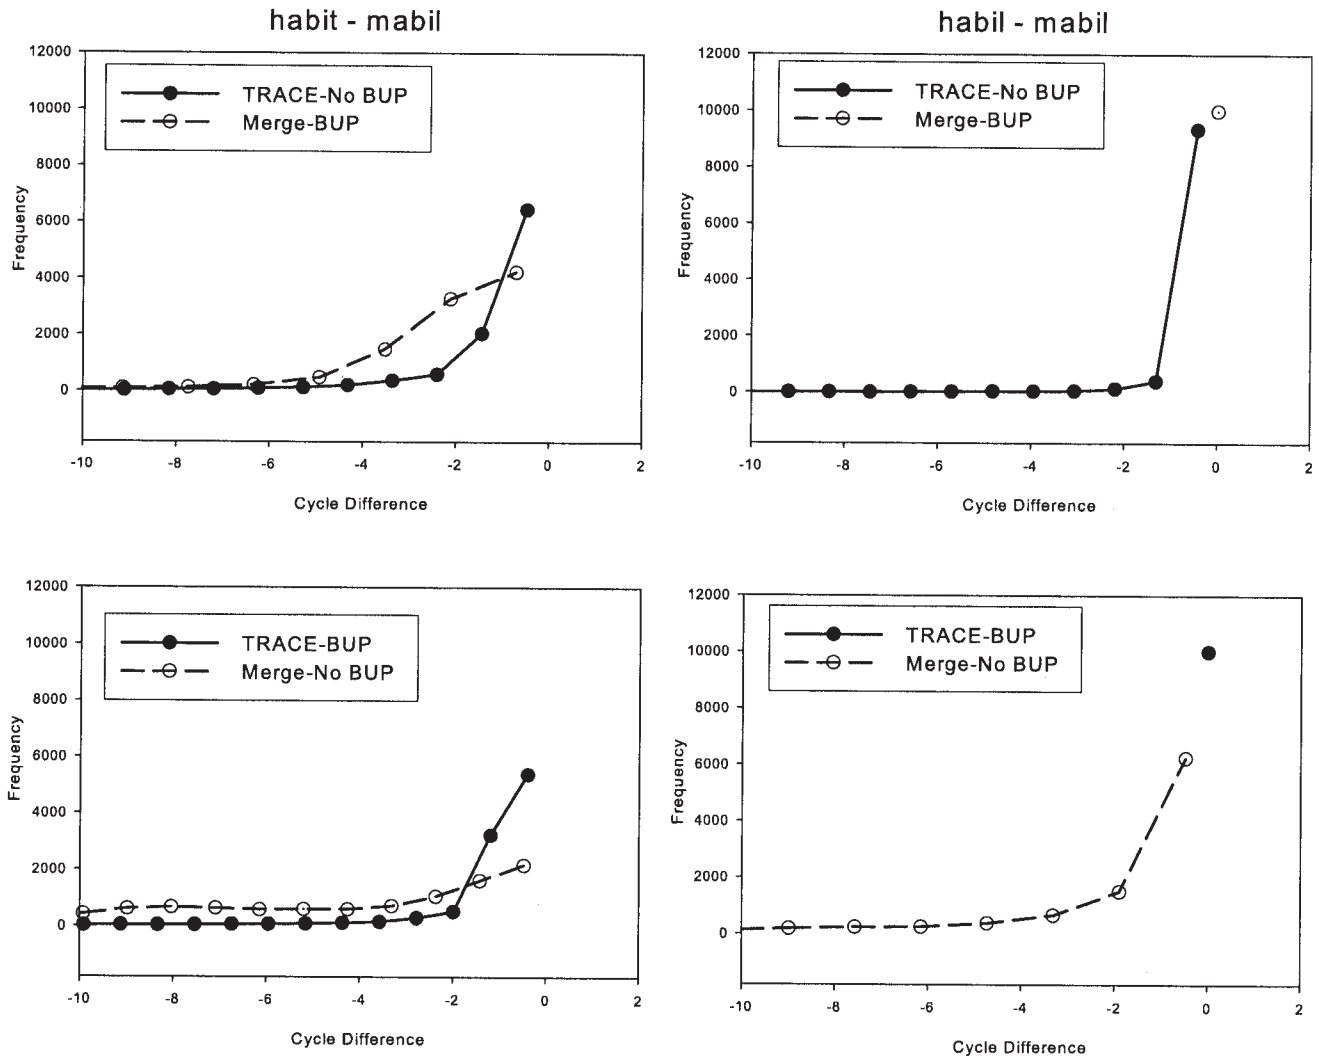 habit - mabil
12000
10000
8000
6000
4000
2000
0
Frequency
TRACE-No BUP
Merge-BUP
-10 -8 -6 -4 -2 0 2
Cycle Difference
habil - mabil
12000
10000
8000
6000
4000
2000
0
Frequency
TRACE-No BUP
Merge-BUP
-10 -8 -6 -4 -2 0 2
Cycle Difference
12000
10000
8000
6000
4000
2000
0
Frequency
TRACE-BUP
Merge-No BUP
-10 -8 -6 -4 -2 0 2
Cycle Difference
12000
10000
8000
6000
4000
2000
0
Frequency
TRACE-BUP
Merge-No BUP
-10 -8 -6 -4 -2 0 2
Cycle Difference